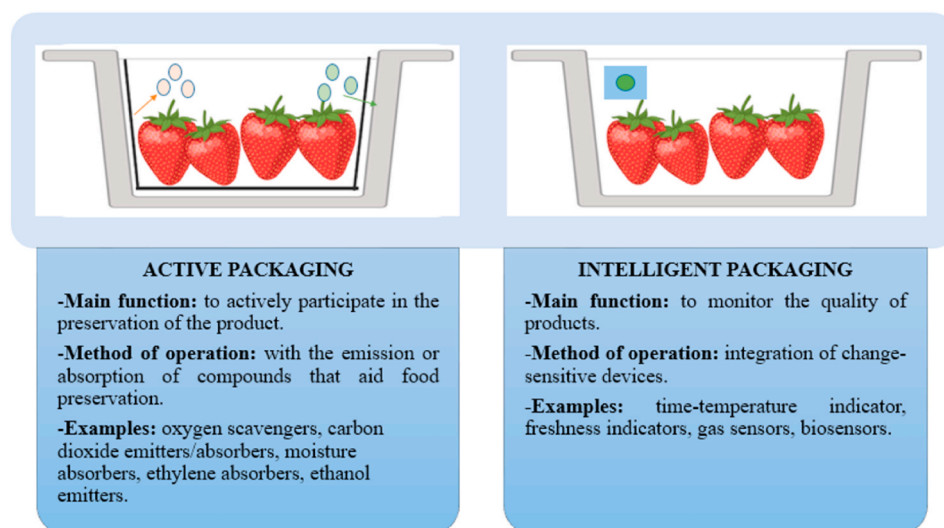 ACTIVE PACKAGING
-Main function: to actively participate in the
preservation of the product.
-Method of operation: with the emission or
absorption of compounds that aid food
preservation.
-Examples: oxygen scavengers, carbon
dioxide emitters/absorbers, moisture
absorbers, ethylene absorbers, ethanol
emitters.
INTELLIGENT PACKAGING
-Main function: to monitor the quality of
products.
-Method of operation: integration of change-
sensitive devices.
-Examples: time-temperature indicator,
freshness indicators, gas sensors, biosensors.